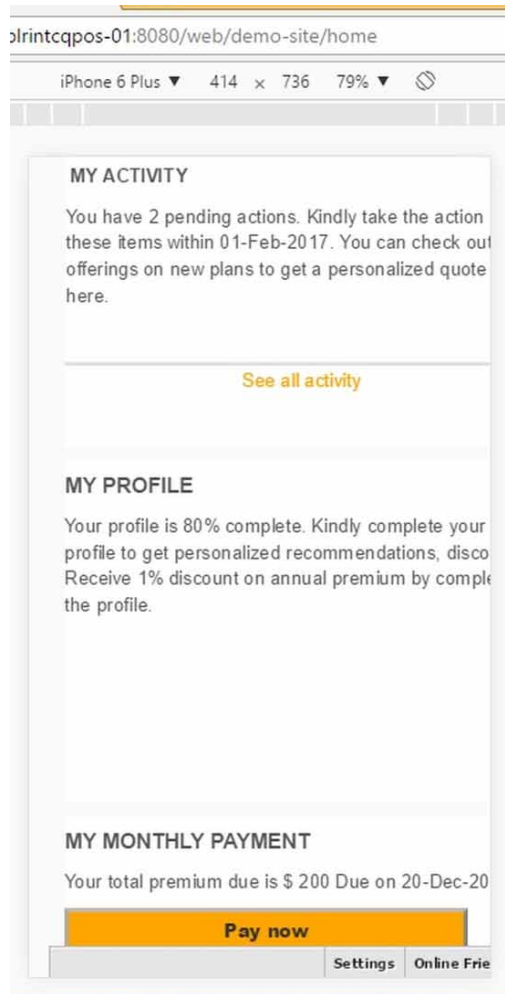 olrintcqpos-01:8080/web/demo-site/home
iPhone 6 Plus ▼ 414 × 736 79% ▼
MY ACTIVITY
You have 2 pending actions. Kindly take the action
these items within 01-Feb-2017. You can check out
offerings on new plans to get a personalized quote
here.
See all activity
MY PROFILE
Your profile is 80% complete. Kindly complete your
profile to get personalized recommendations, disco
Receive 1% discount on annual premium by comple
the profile.
MY MONTHLY PAYMENT
Your total premium due is $ 200 Due on 20-Dec-20
Pay now
Settings Online Frie